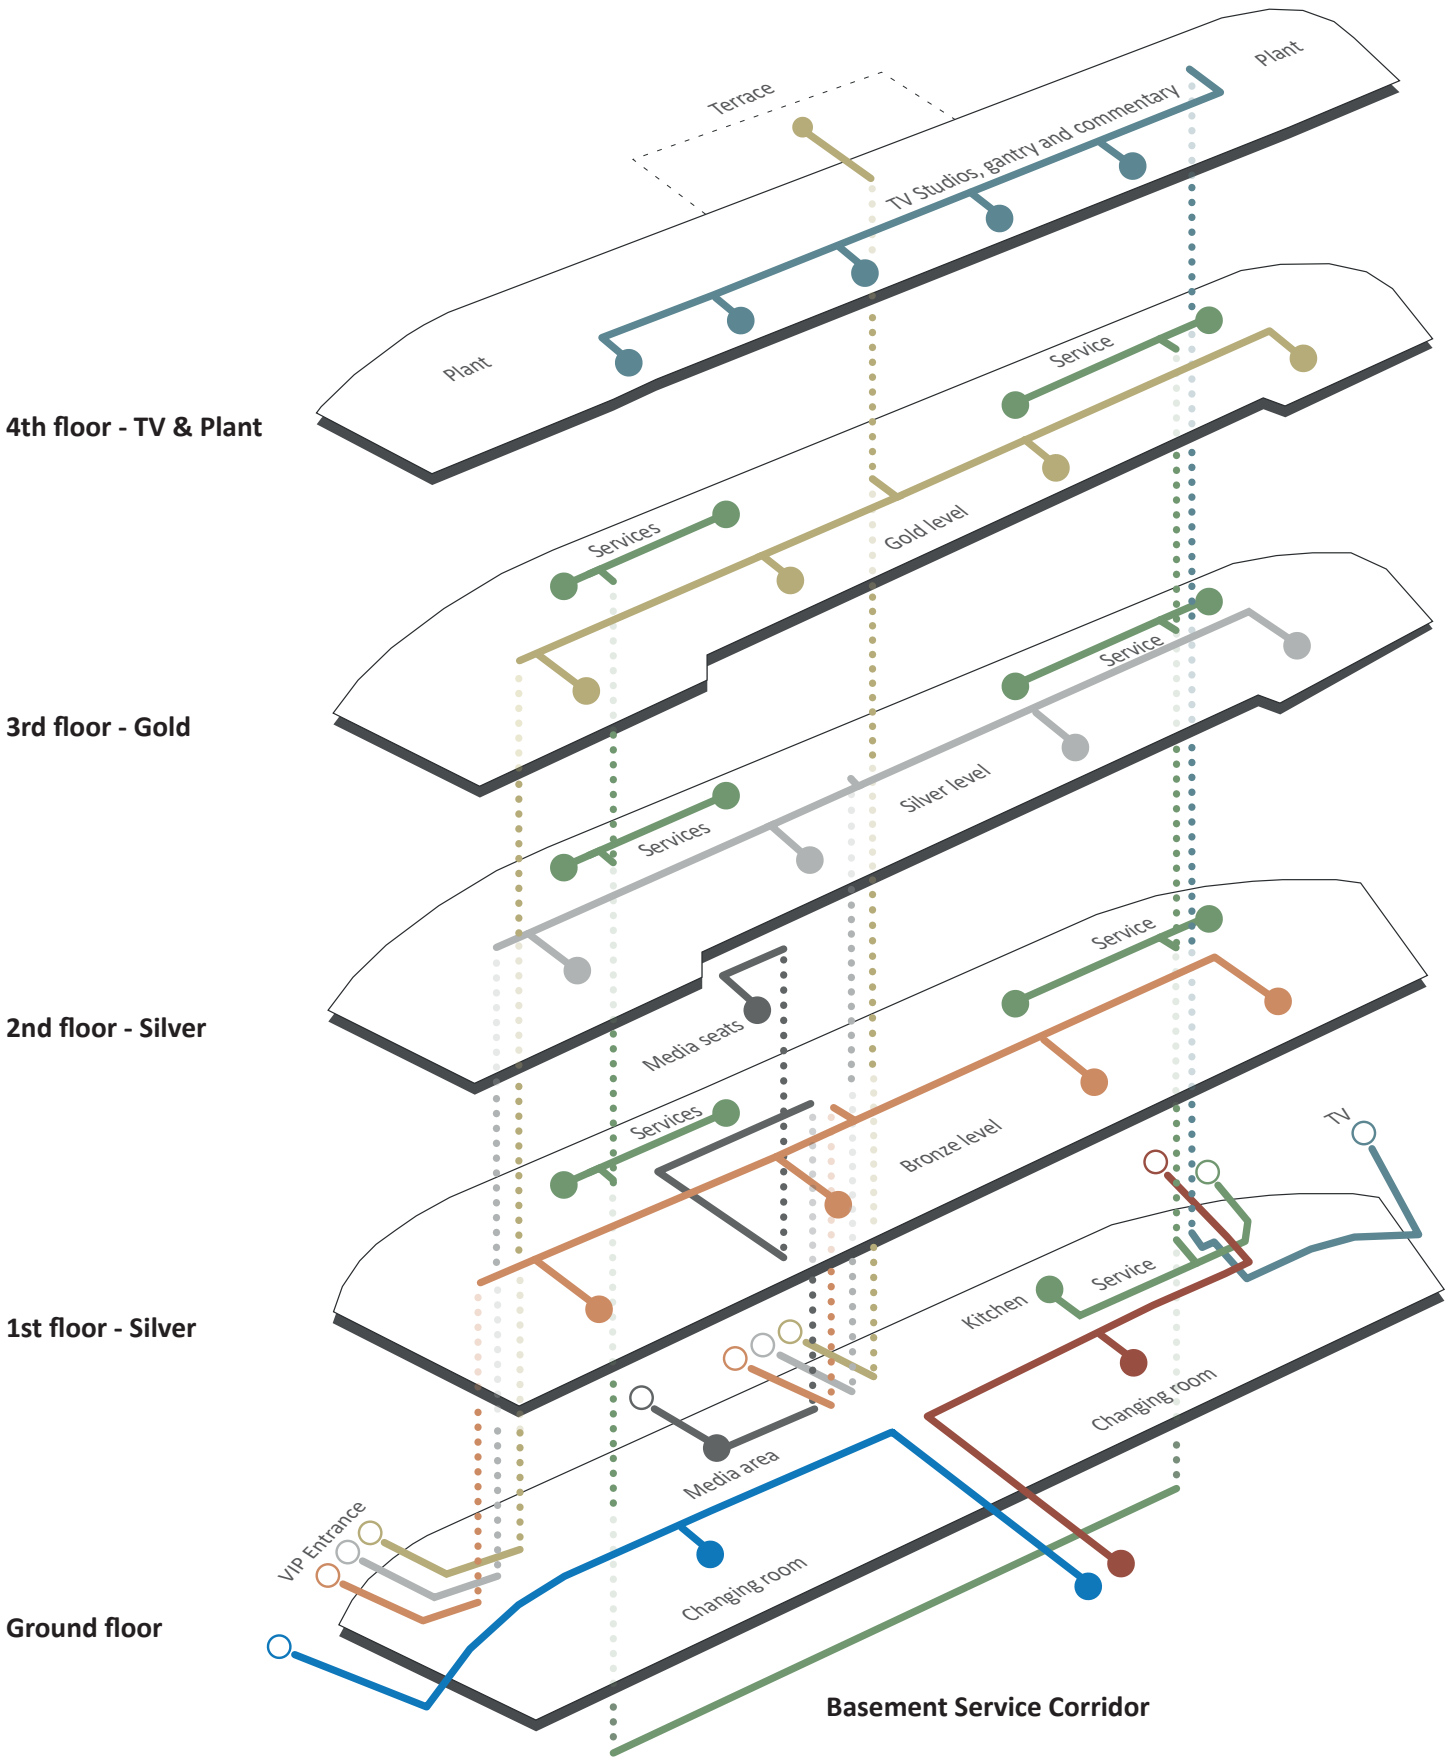 Plant
Terrace
TV Studios, gantry and commentary
Plant
4th floor - TV & Plant
Service
Services
Gold level
3rd floor - Gold
Service
Services
Silver level
2nd floor - Silver
Media seats
Service
Services
Bronze level
1st floor - Silver
TV
Service
Kitchen
Changing room
Media area
VIP Entrance
Changing room
Ground floor
Basement Service Corridor